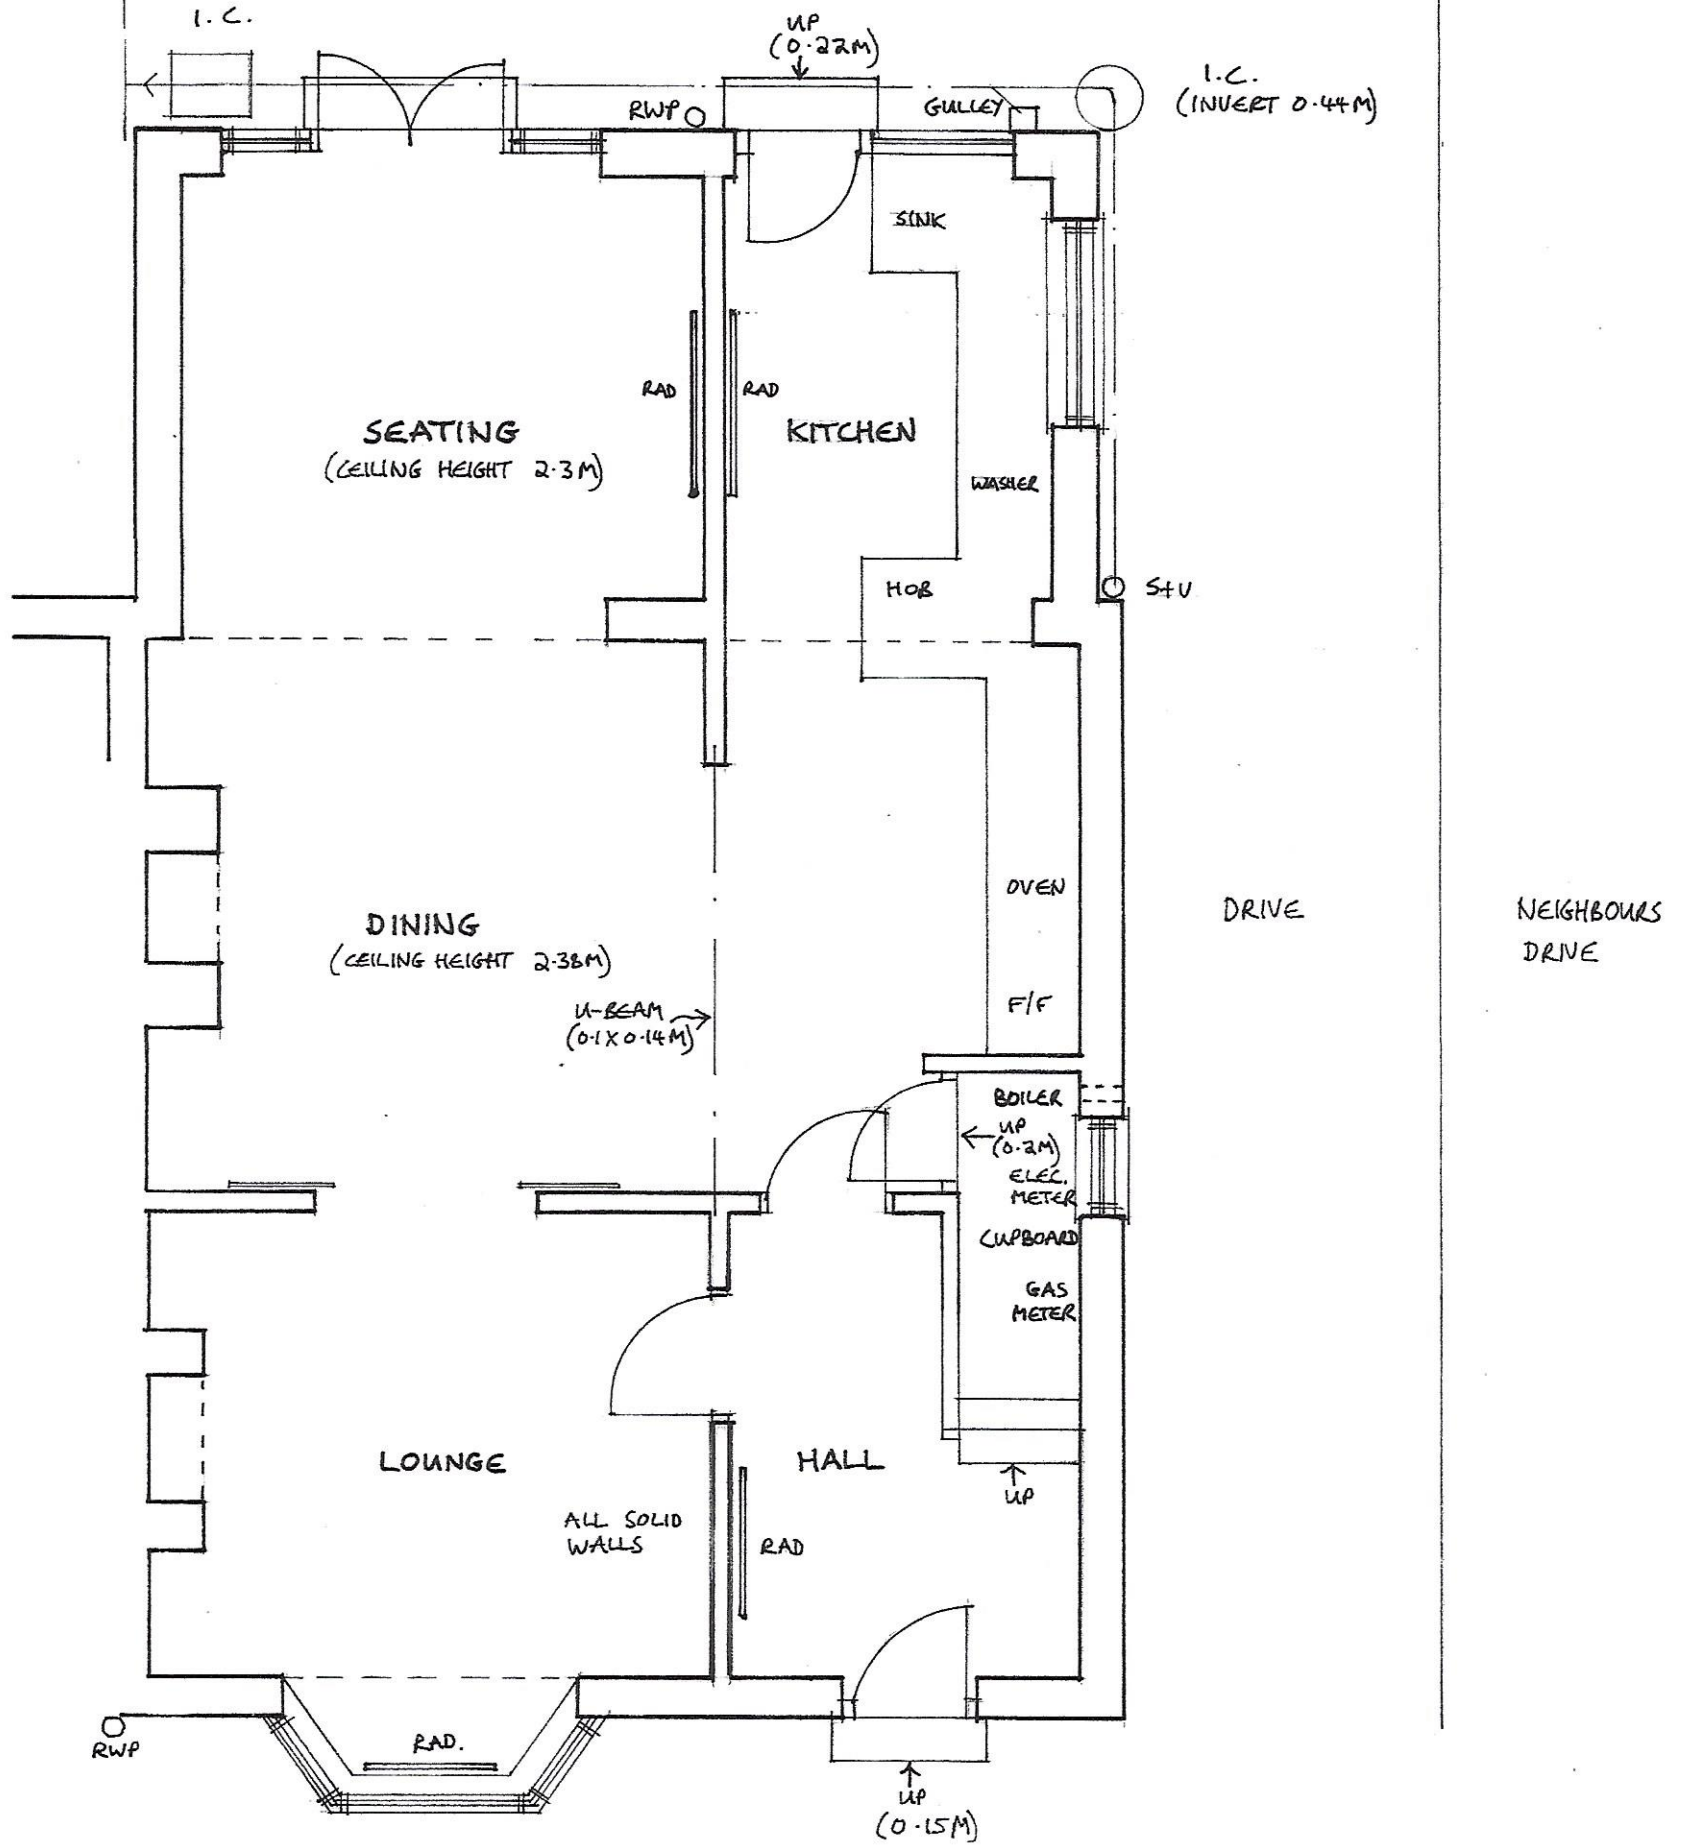 I.C.
UP
(0.22M)
I.C.
(INVERT 0.44M)
RWP
GULLEY
SINK
RAD
RAD
SEATING
(CEILING HEIGHT 2.3M)
KITCHEN
WASHER
HOB
S+V
OVEN
DRIVE
NEIGHBOURS
DRIVE
DINING
(CEILING HEIGHT 2.38M)
F/F
U-BEAM
(0.1 X 0.14M)
BOILER
UP
(0.2M)
ELEC.
METER
CUPBOARD
GAS
METER
LOUNGE
HALL
UP
ALL SOLID
WALLS
RAD
RWP
RAD.
UP
(0.15M)